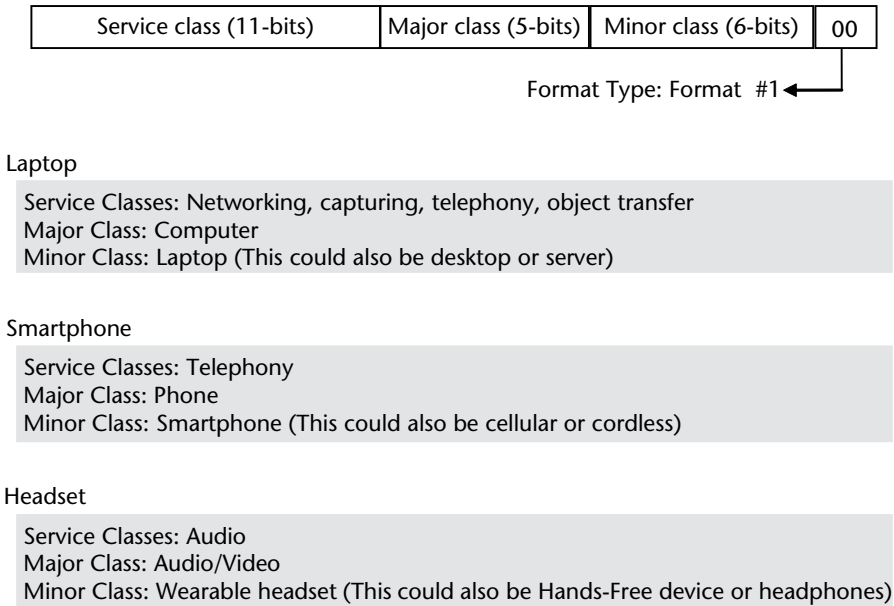 Service class (11-bits) Major class (5-bits) Minor class (6-bits) 00
Format Type: Format #1
Laptop
Service Classes: Networking, capturing, telephony, object transfer
Major Class: Computer
Minor Class: Laptop (This could also be desktop or server)
Smartphone
Service Classes: Telephony
Major Class: Phone
Minor Class: Smartphone (This could also be cellular or cordless)
Headset
Service Classes: Audio
Major Class: Audio/Video
Minor Class: Wearable headset (This could also be Hands-Free device or headphones)